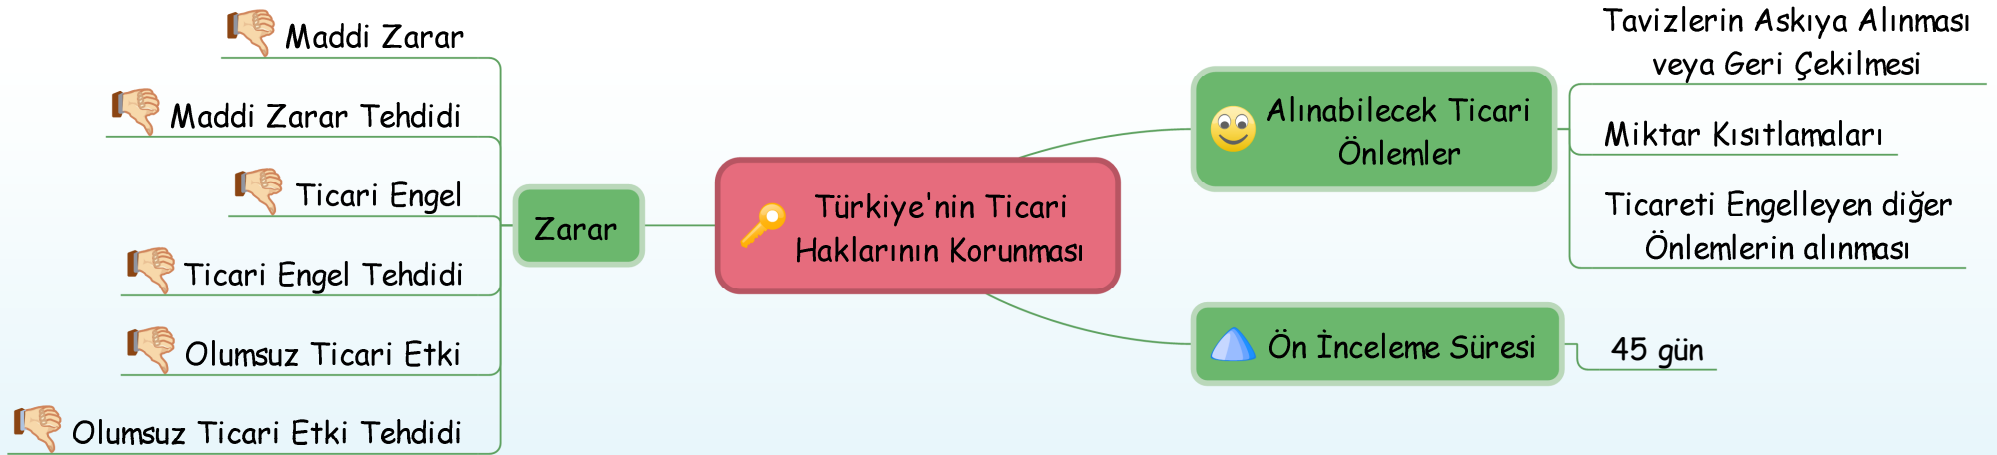 Maddi Zarar
Maddi Zarar Tehdidi
Ticari Engel
Ticari Engel Tehdidi
Olumsuz Ticari Etki
Olumsuz Ticari Etki Tehdidi
Zarar
Türkiye'nin Ticari
Haklarının Korunması
Alınabilecek Ticari
Önlemler
Tavizlerin Askıya Alınması
veya Geri Çekilmesi
Miktar Kısıtlamaları
Ticareti Engelleyen diğer
Önlemlerin alınması
Ön İnceleme Süresi
45 gün